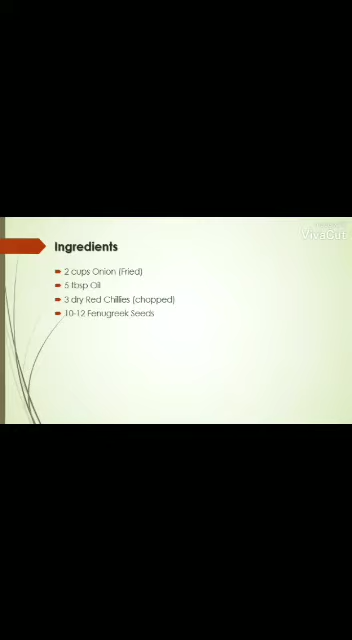 VivaCut
Ingredients
2 cups Onion (Fried)
5 tbsp Oil
3 dry Red Chillies (chopped)
10-12 Fenugreek Seeds